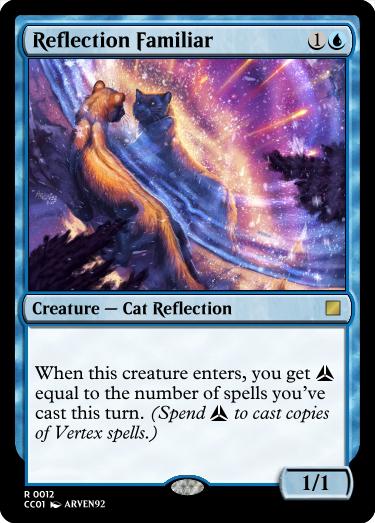 Reflection Familiar 1
Creature — Cat Reflection
When this creature enters, you get
equal to the number of spells you've
cast this turn. (Spend to cast copies
of Vertex spells.)
1/1
R 0012
CC01 ARVEN92